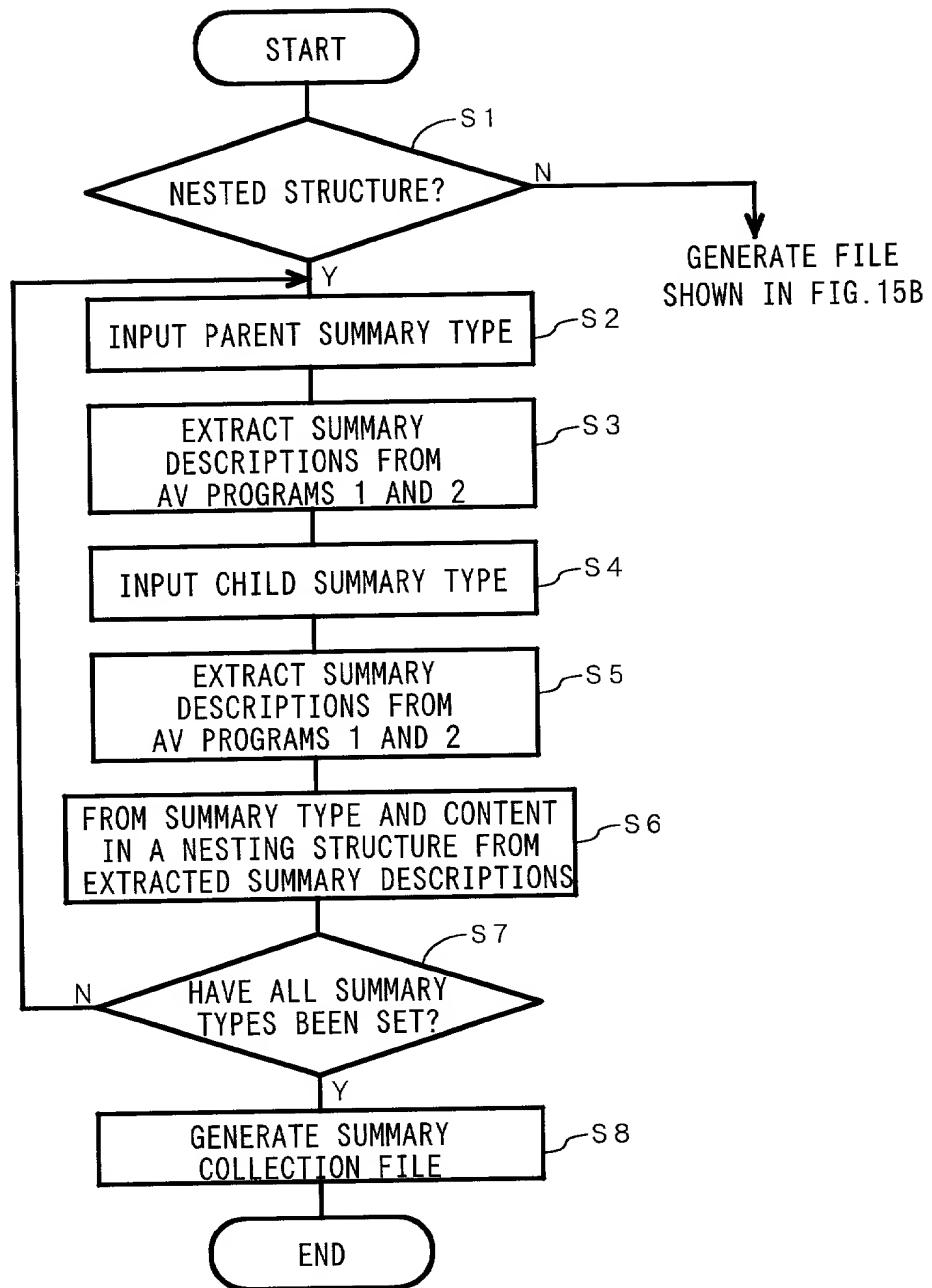 START
S1
NESTED STRUCTURE?
N
GENERATE FILE
SHOWN IN FIG.15B
Y
INPUT PARENT SUMMARY TYPE
S2
EXTRACT SUMMARY
DESCRIPTIONS FROM
AV PROGRAMS 1 AND 2
S3
INPUT CHILD SUMMARY TYPE
S4
EXTRACT SUMMARY
DESCRIPTIONS FROM
AV PROGRAMS 1 AND 2
S5
FROM SUMMARY TYPE AND CONTENT
IN A NESTING STRUCTURE FROM
EXTRACTED SUMMARY DESCRIPTIONS
S6
S7
N
HAVE ALL SUMMARY
TYPES BEEN SET?
Y
GENERATE SUMMARY
COLLECTION FILE
S8
END